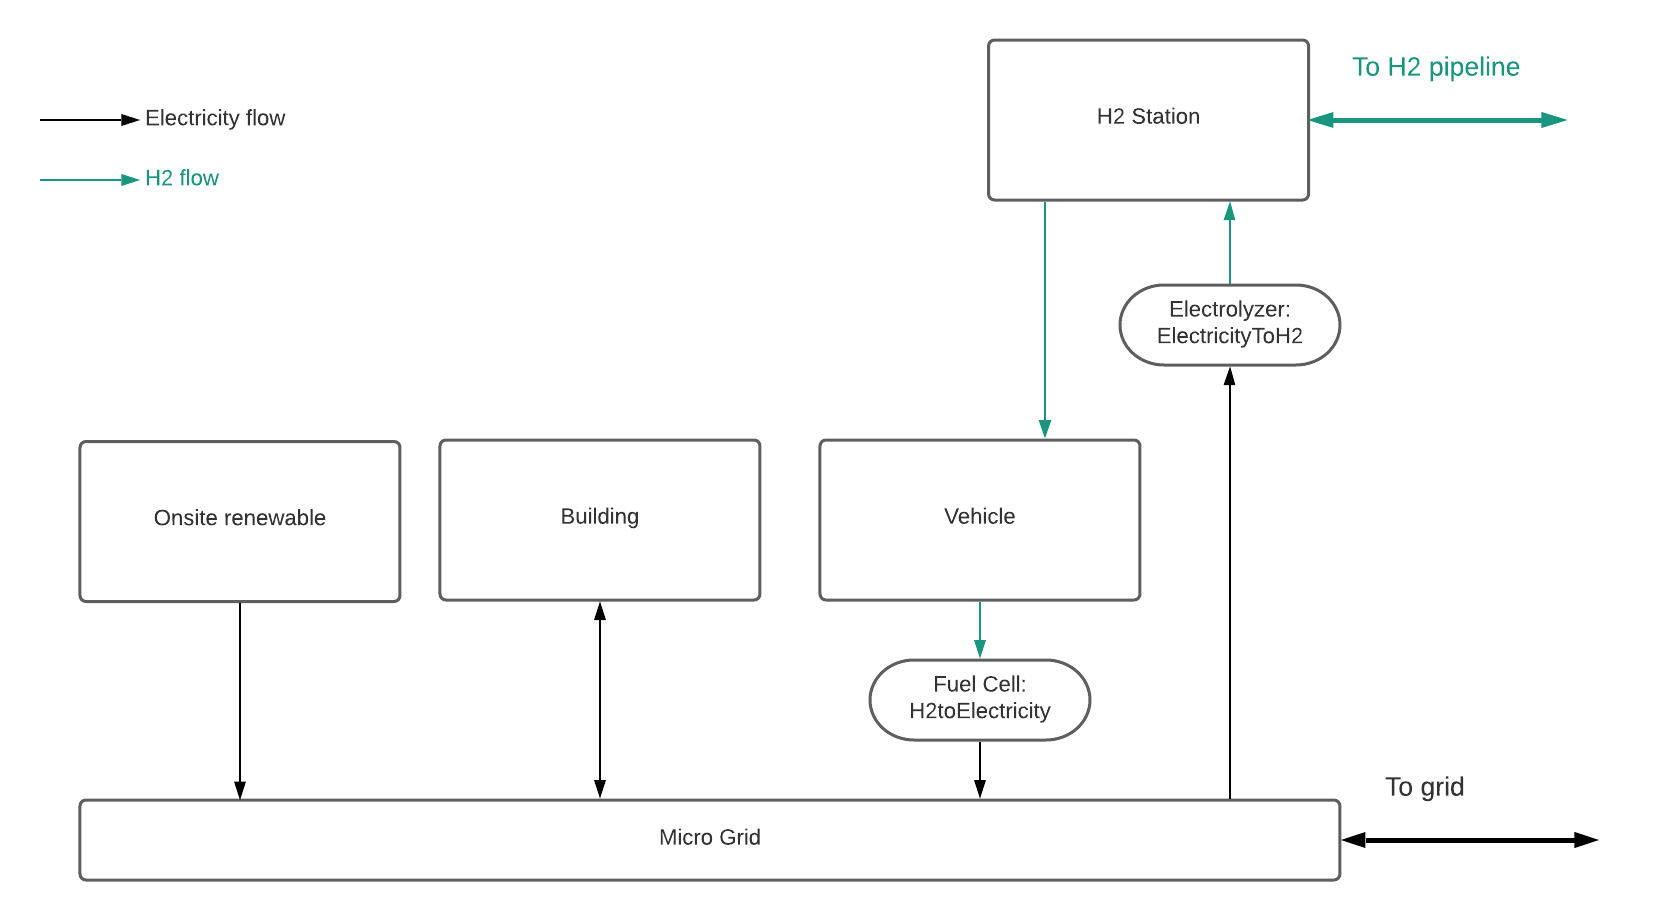 To H2 pipeline
H2 Station
Electricity flow
H2 flow
Electrolyzer:
ElectricityToH2
Onsite renewable
Building
Vehicle
Fuel Cell:
H2toElectricity
To grid
Micro Grid